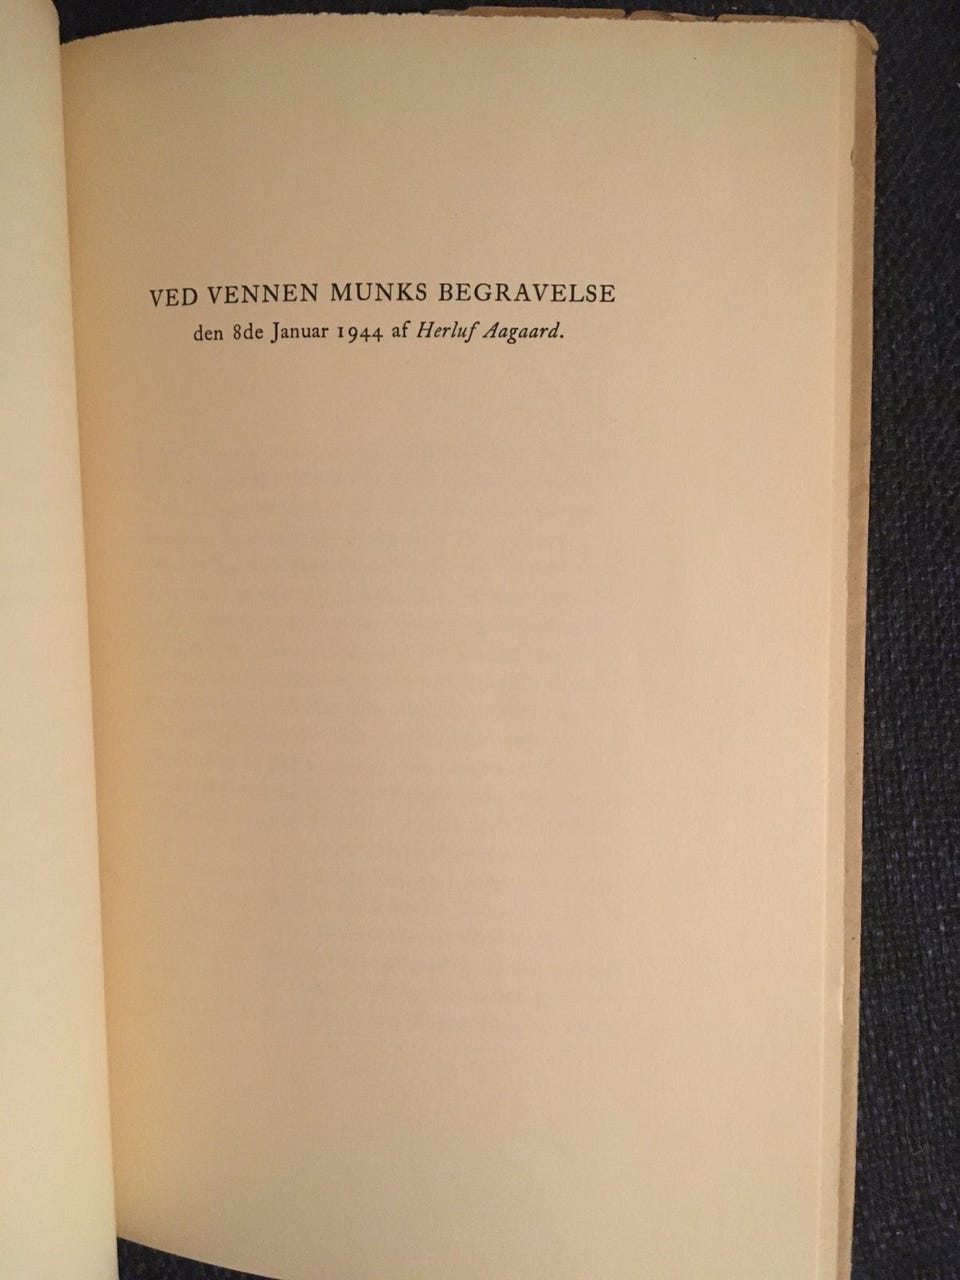 VED VENNEN MUNKS BEGRAVELSE
den 8de Januar 1944 af Herluf Aagaard.